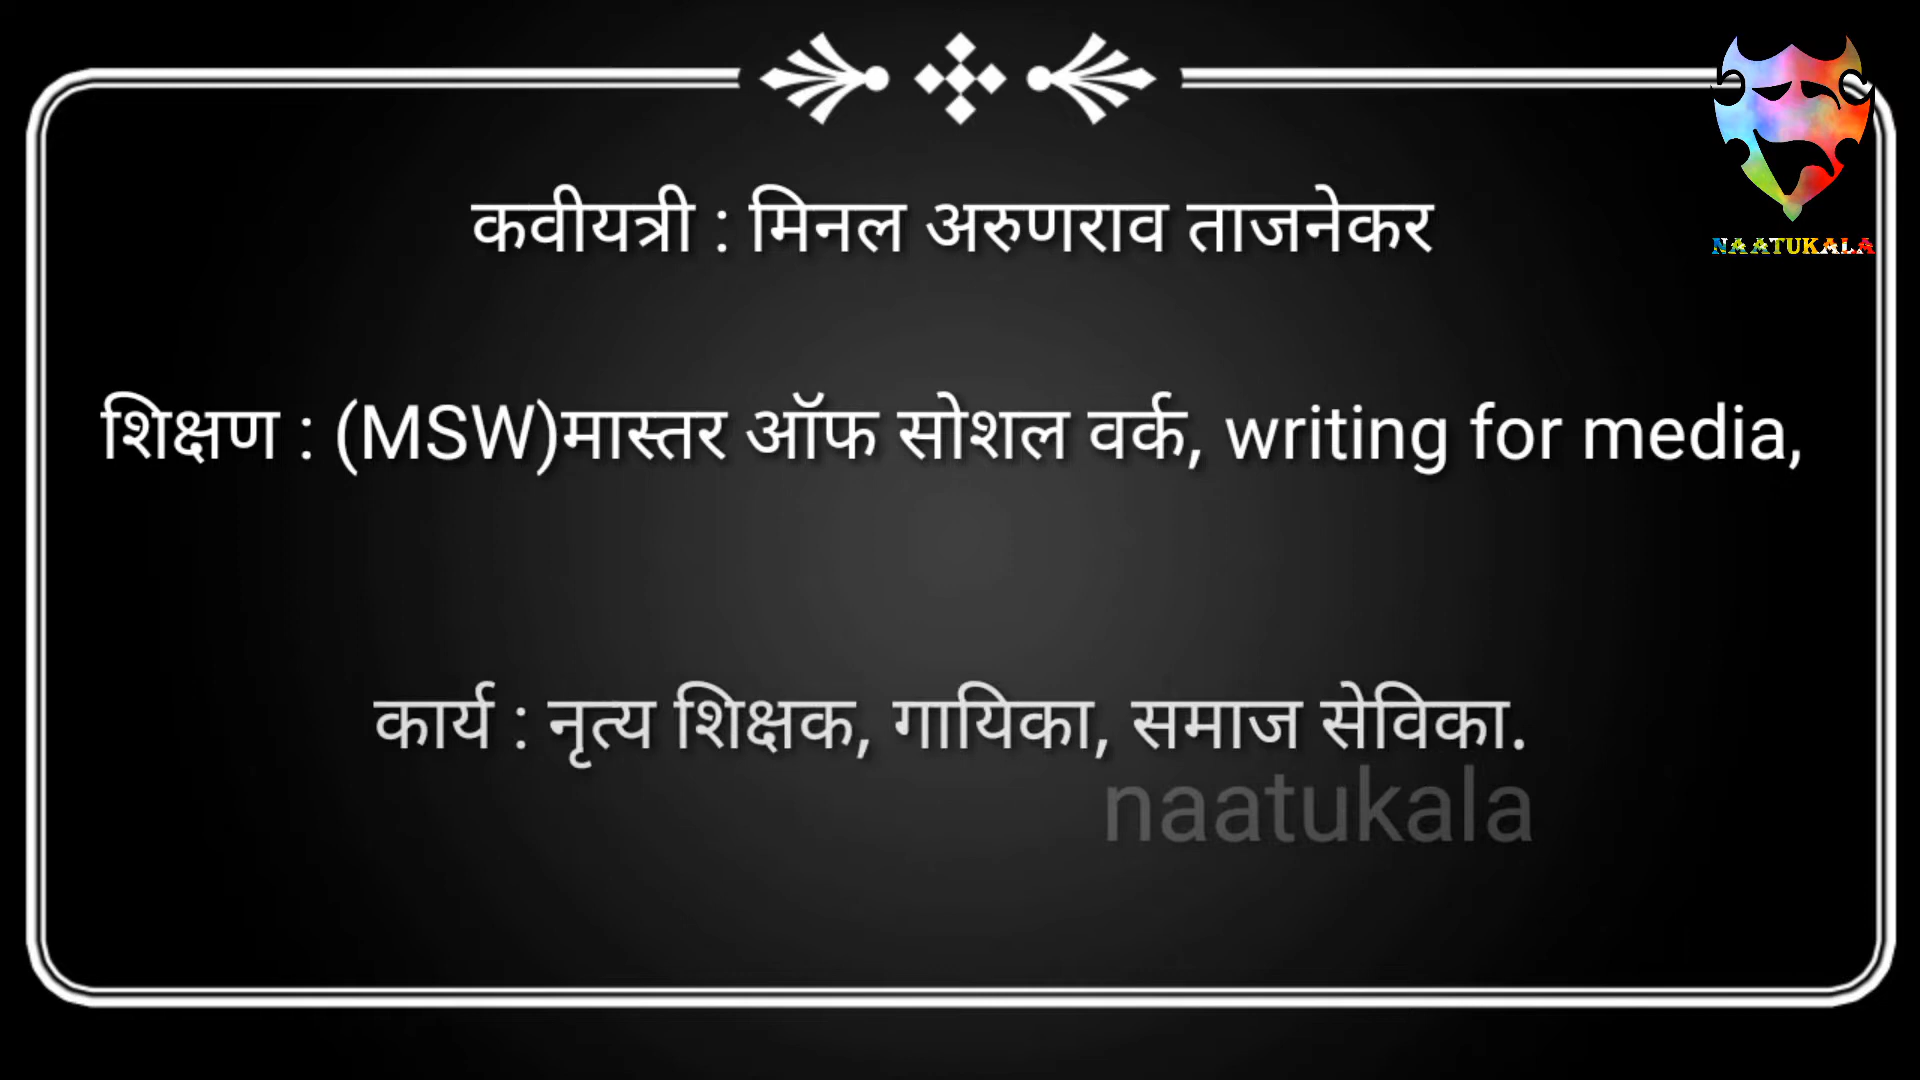 कवीयत्री : मिनल अरुणराव ताजनेकर
NAATUKALA
शिक्षण : (MSW)मास्तर ऑफ सोशल वर्क, writing for media,
कार्य : नृत्य शिक्षक, गायिका, समाज सेविका.
naatukala